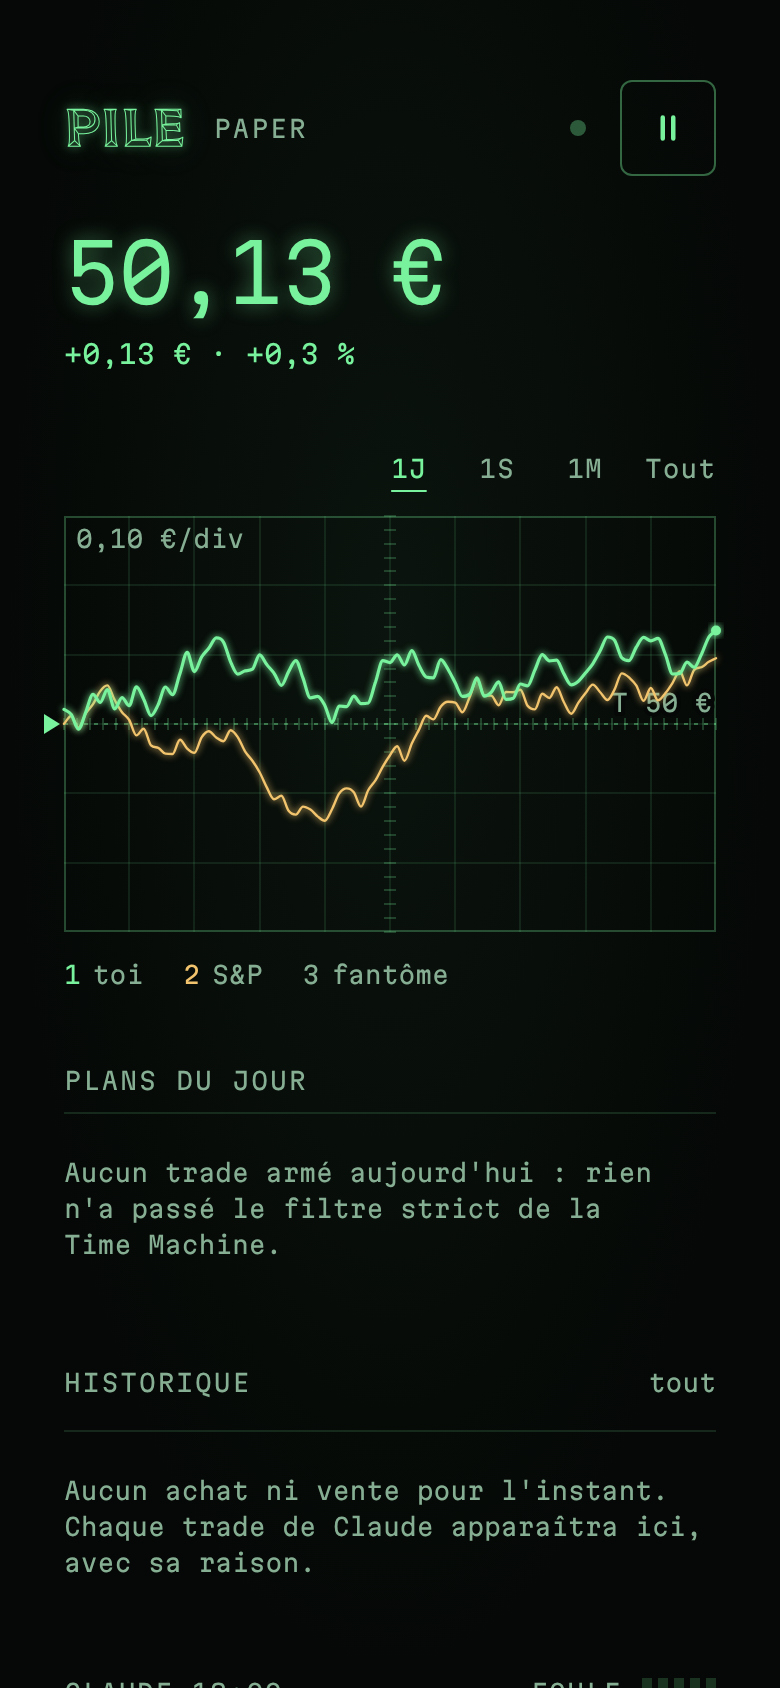 PILE PAPER
50,13 €
+0,13 € · +0,3 %
1J 1S 1M Tout
0,10 €/div
T 50 €
1 toi 2 S&P 3 fantôme
PLANS DU JOUR
Aucun trade armé aujourd'hui : rien
n'a passé le filtre strict de la
Time Machine.
HISTORIQUE tout
Aucun achat ni vente pour l'instant.
Chaque trade de Claude apparaîtra ici,
avec sa raison.